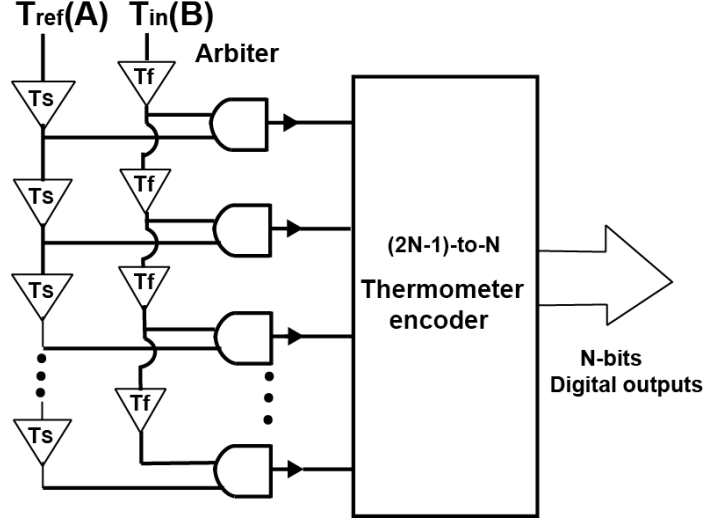 Tref(A) Tin(B)
Arbiter
Tf
Ts
Tf
Ts
Tf
Ts
Tf
Ts
(2N-1)-to-N
Thermometer
encoder
N-bits
Digital outputs